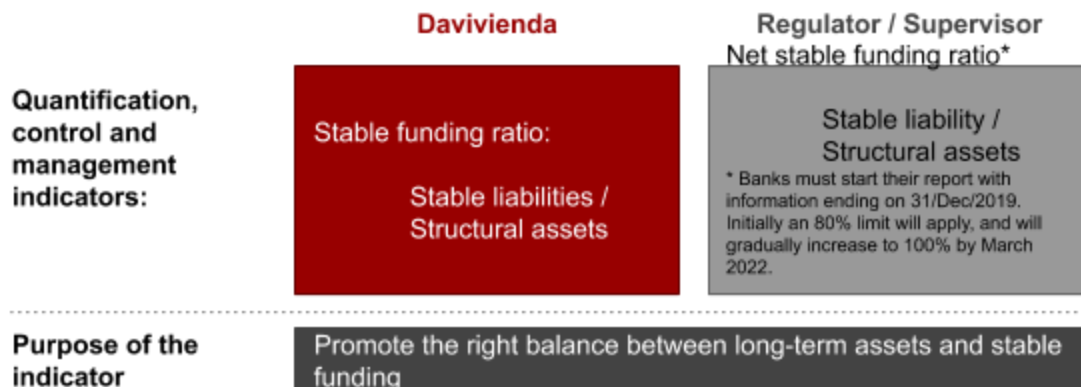 Davivienda
Regulator / Supervisor
Net stable funding ratio*
Quantification,
control and
management
indicators:
Stable funding ratio:
Stable liabilities /
Structural assets
Stable liability /
Structural assets
* Banks must start their report with
information ending on 31/Dec/2019.
Initially an 80% limit will apply, and will
gradually increase to 100% by March
2022.
Purpose of the
indicator
Promote the right balance between long-term assets and stable
funding